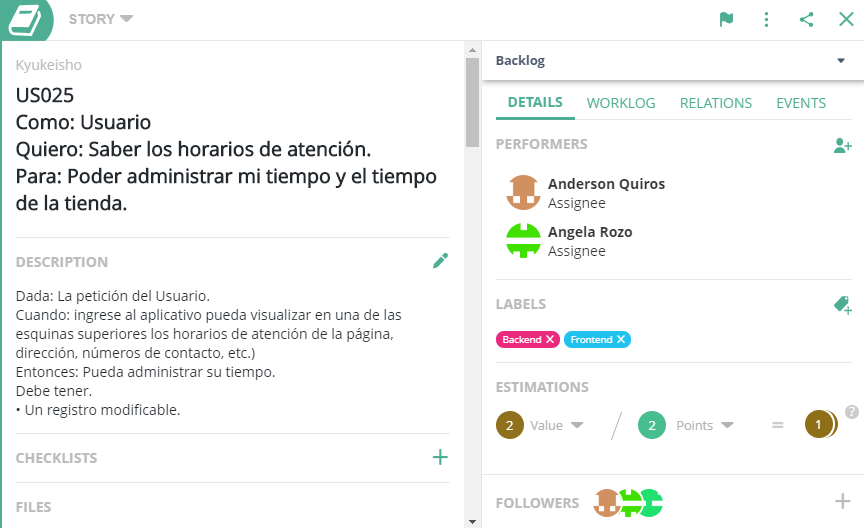 STORY
Kyukeisho
US025
Como: Usuario
Quiero: Saber los horarios de atención.
Para: Poder administrar mi tiempo y el tiempo
de la tienda.
DESCRIPTION
Dada: La petición del Usuario.
Cuando: ingrese al aplicativo pueda visualizar en una de las
esquinas superiores los horarios de atención de la página,
dirección, números de contacto, etc.)
Entonces: Pueda administrar su tiempo.
Debe tener.
• Un registro modificable.
CHECKLISTS
FILES
Backlog
DETAILS WORKLOG RELATIONS EVENTS
PERFORMERS
Anderson Quiros
Assignee
Angela Rozo
Assignee
LABELS
Backend X Frontend X
ESTIMATIONS
2 Value / 2 Points = 1 ?
FOLLOWERS